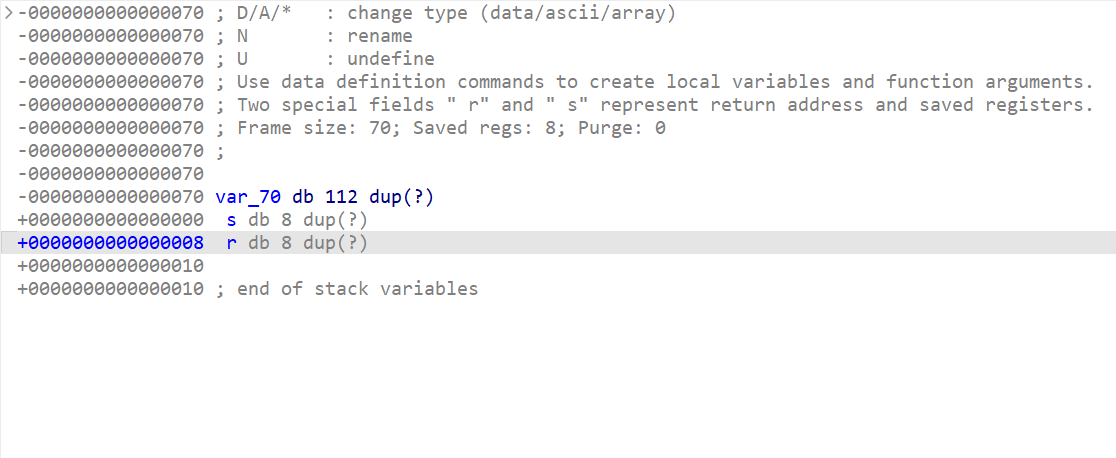 -0000000000000070 ; D/A/*   : change type (data/ascii/array)
-0000000000000070 ; N       : rename
-0000000000000070 ; U       : undefine
-0000000000000070 ; Use data definition commands to create local variables and function arguments.
-0000000000000070 ; Two special fields " r" and " s" represent return address and saved registers.
-0000000000000070 ; Frame size: 70; Saved regs: 8; Purge: 0
-0000000000000070 ;
-0000000000000070
-0000000000000070 var_70 db 112 dup(?)
+0000000000000000  s db 8 dup(?)
+0000000000000008  r db 8 dup(?)
+0000000000000010
+0000000000000010 ; end of stack variables